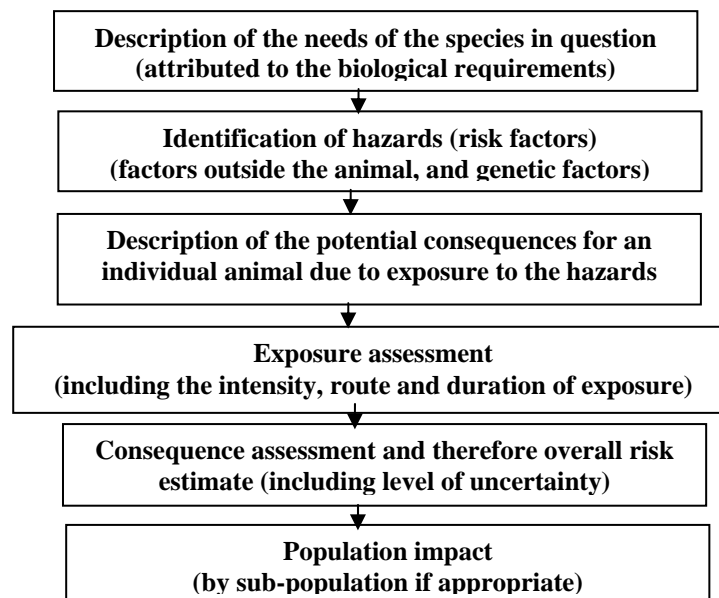 Description of the needs of the species in question
(attributed to the biological requirements)
Identification of hazards (risk factors)
(factors outside the animal, and genetic factors)
Description of the potential consequences for an
individual animal due to exposure to the hazards
Exposure assessment
(including the intensity, route and duration of exposure)
Consequence assessment and therefore overall risk
estimate (including level of uncertainty)
Population impact
(by sub-population if appropriate)